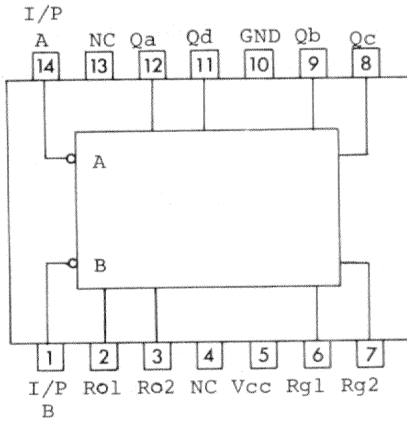 I/P
A NC Qa Qd GND Qb Qc
14 13 12 11 10 9 8
A
B
1 2 3 4 5 6 7
I/P Ro1 Ro2 NC Vcc Rg1 Rg2
B